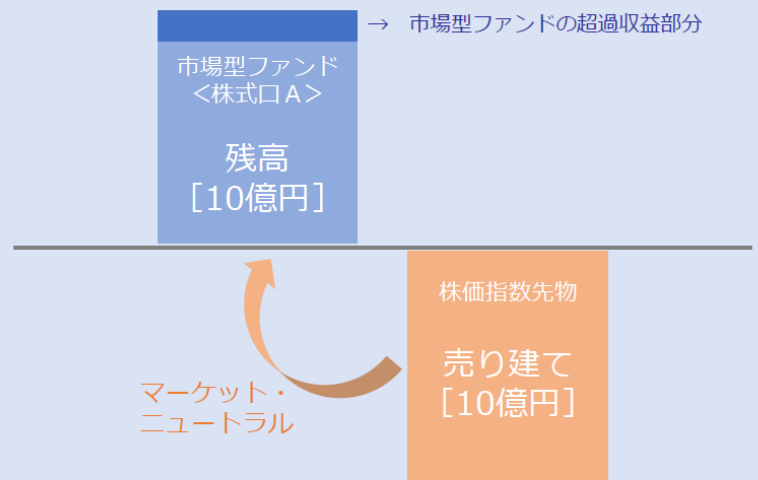 → 市場型ファンドの超過収益部分
市場型ファンド
＜株式口A＞
残高
［10億円］
株価指数先物
売り建て
［10億円］
マーケット・
ニュートラル